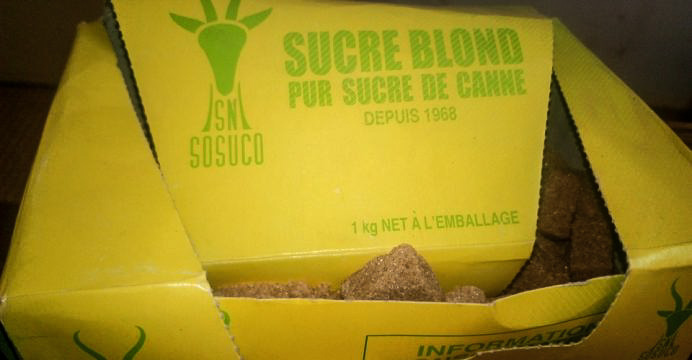 SUCRE BLOND
PUR SUCRE DE CANNE
DEPUIS 1968
SN
SOSUCO
1 kg NET À L'EMBALLAGE
INFORMATION